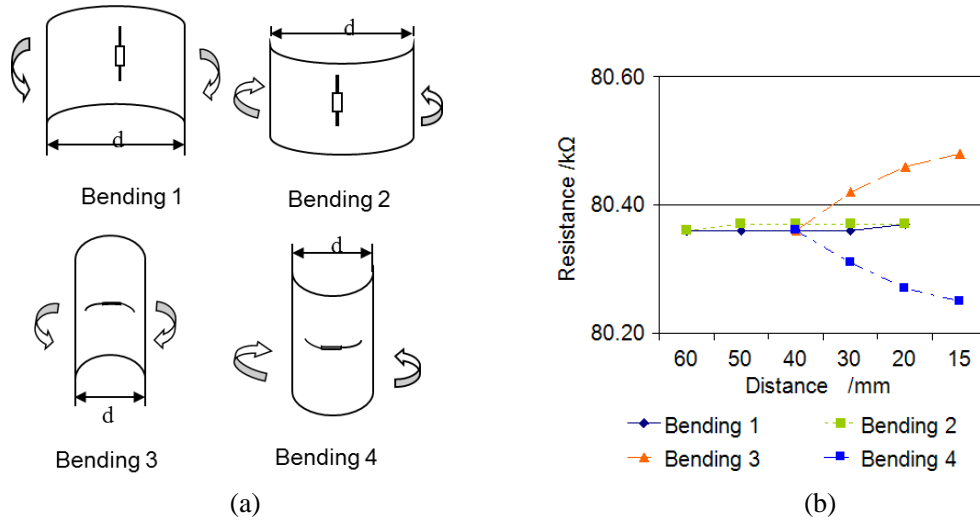 d
Bending 1
d
Bending 2
d
Bending 3
d
Bending 4
(a)
Resistance /kΩ
80.60
80.40
80.20
60 50 40 30 20 15
Distance /mm
Bending 1 Bending 2
Bending 3 Bending 4
(b)